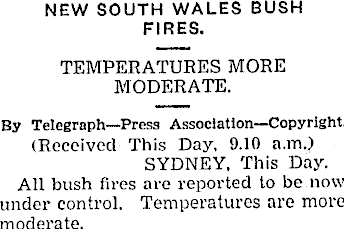 NEW SOUTH WALES BUSH
FIRES.
TEMPERATURES MORE
MODERATE.
By Telegraph—Press Association—Copyright.
(Received This Day, 9.10 a.m.)
SYDNEY, This Day.
All bush fires are reported to be now
under control. Temperatures are more
moderate.